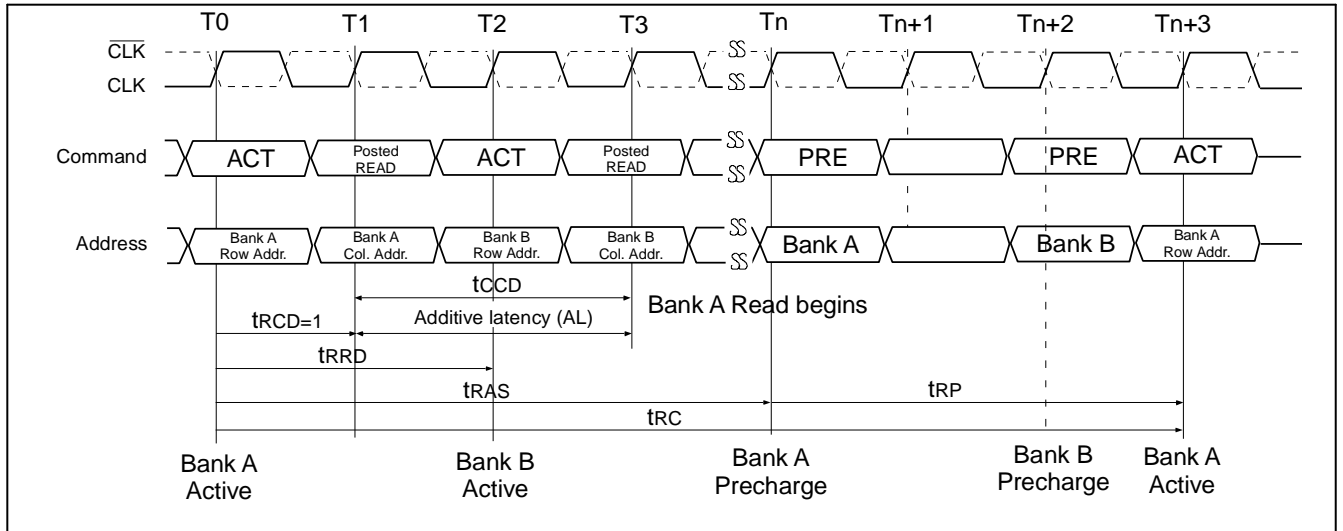 T0 T1 T2 T3 Tn Tn+1 Tn+2 Tn+3
CLK
CLK
Command ACT Posted READ ACT Posted READ PRE PRE ACT
Address Bank A Row Addr. Bank A Col. Addr. Bank B Row Addr. Bank B Col. Addr. Bank A Bank B Bank A Row Addr.
tCCD
Bank A Read begins
tRCD=1 Additive latency (AL)
tRRD
tRAS tRP
tRC
Bank A Active Bank B Active Bank A Precharge Bank B Precharge Bank A Active